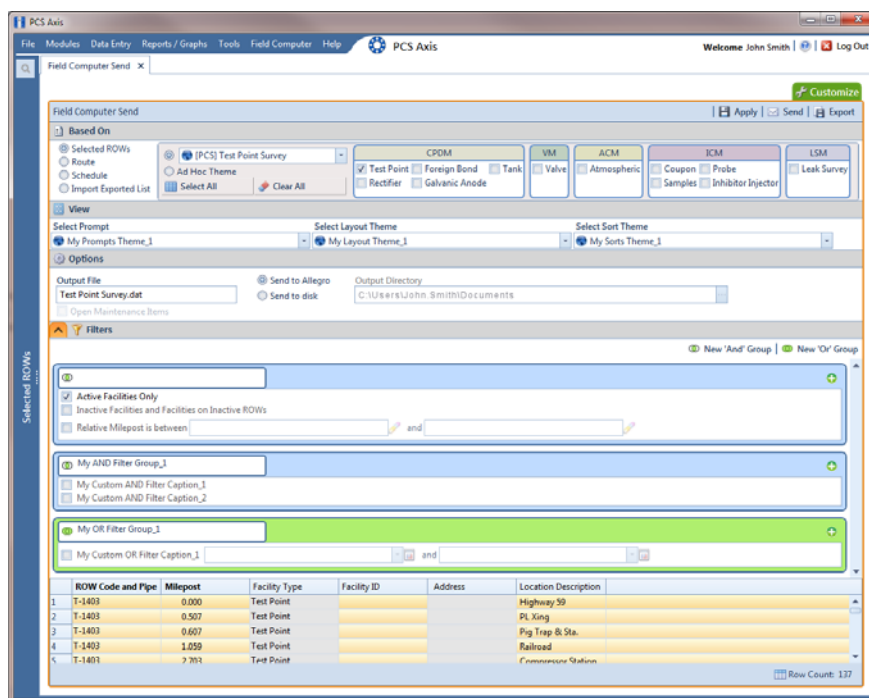 PCS Axis
File Modules Data Entry Reports / Graphs Tools Field Computer Help PCS Axis Welcome John Smith Log Out
Field Computer Send X
Customize
Field Computer Send Apply Send Export
Based On
Selected ROWs
Route
Schedule
Import Exported List
[PCS] Test Point Survey
Ad Hoc Theme
Select All Clear All
CPDM
Test Point Foreign Bond Tank
Rectifier Galvanic Anode
VM
Valve
ACM
Atmospheric
ICM
Coupon Probe
Samples Inhibitor Injector
LSM
Leak Survey
View
Select Prompt Select Layout Theme Select Sort Theme
My Prompts Theme_1 My Layout Theme_1 My Sorts Theme_1
Options
Output File Send to Allegro Output Directory
Test Point Survey.dat Send to disk C:\Users\John.Smith\Documents
Open Maintenance Items
Filters
New 'And' Group New 'Or' Group
Active Facilities Only
Inactive Facilities and Facilities on Inactive ROWs
Relative Milepost is between and
My AND Filter Group_1
My Custom AND Filter Caption_1
My Custom AND Filter Caption_2
My OR Filter Group_1
My Custom OR Filter Caption_1 and
Selected ROWs
ROW Code and Pipe Milepost Facility Type Facility ID Address Location Description
1 T-1403 0.000 Test Point Highway 59
2 T-1403 0.507 Test Point PL Xing
3 T-1403 0.607 Test Point Pig Trap & Sta.
4 T-1403 1.059 Test Point Railroad
5 T-1403 2.703 Test Point Compressor Station
Row Count: 137